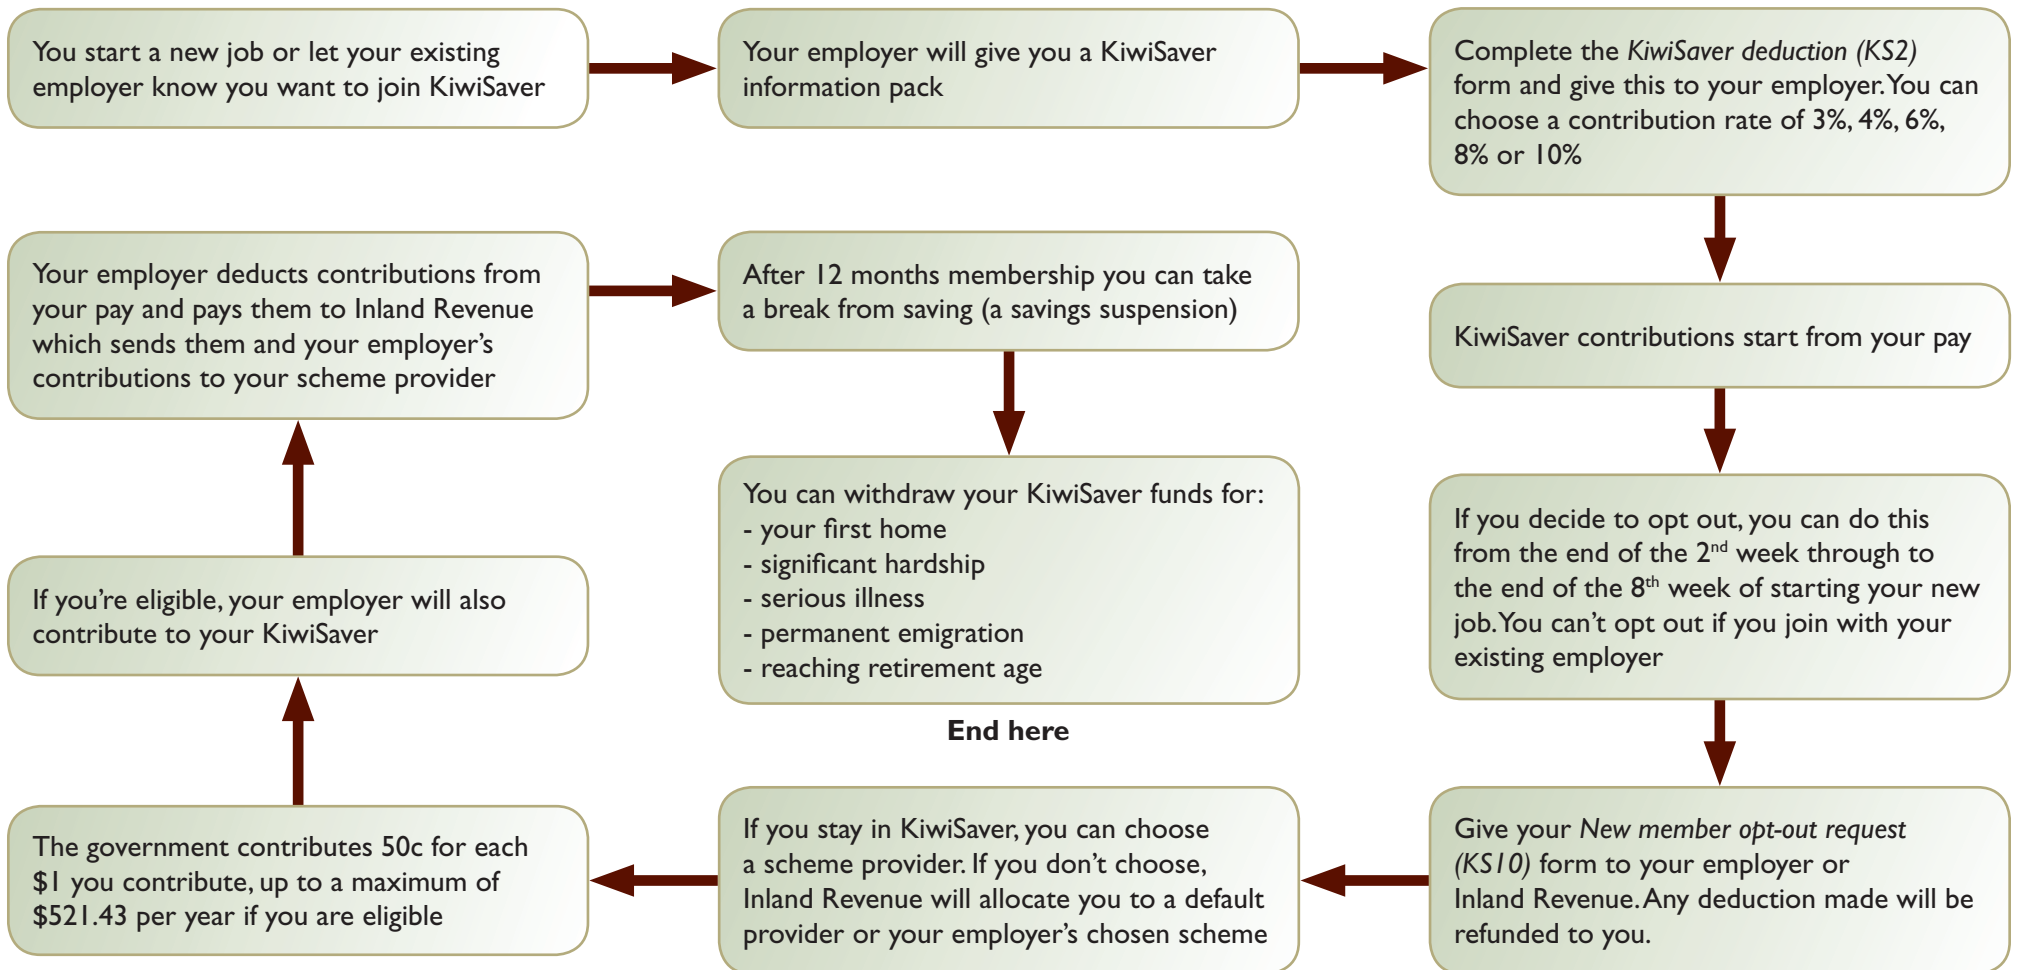 You start a new job or let your existing
employer know you want to join KiwiSaver
Your employer will give you a KiwiSaver
information pack
Complete the KiwiSaver deduction (KS2)
form and give this to your employer. You can
choose a contribution rate of 3%, 4%, 6%,
8% or 10%
KiwiSaver contributions start from your pay
If you decide to opt out, you can do this
from the end of the 2nd week through to
the end of the 8th week of starting your new
job. You can't opt out if you join with your
existing employer
Give your New member opt-out request
(KS10) form to your employer or
Inland Revenue. Any deduction made will be
refunded to you.
If you stay in KiwiSaver, you can choose
a scheme provider. If you don't choose,
Inland Revenue will allocate you to a default
provider or your employer's chosen scheme
The government contributes 50c for each
$1 you contribute, up to a maximum of
$521.43 per year if you are eligible
If you're eligible, your employer will also
contribute to your KiwiSaver
Your employer deducts contributions from
your pay and pays them to Inland Revenue
which sends them and your employer's
contributions to your scheme provider
After 12 months membership you can take
a break from saving (a savings suspension)
You can withdraw your KiwiSaver funds for:
- your first home
- significant hardship
- serious illness
- permanent emigration
- reaching retirement age
End here